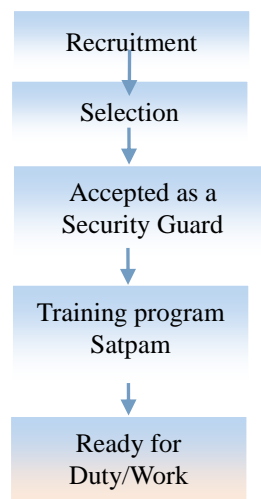 Recruitment
Selection
Accepted as a
Security Guard
Training program
Satpam
Ready for
Duty/Work